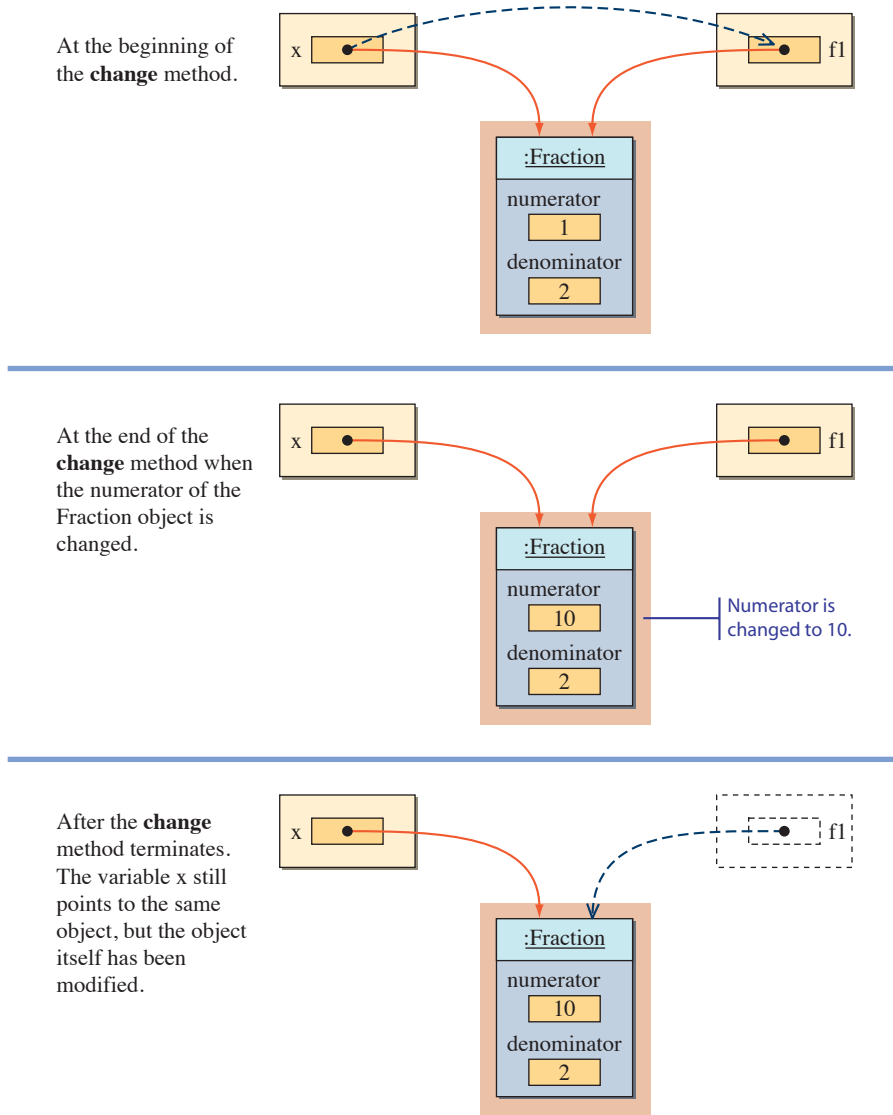 At the beginning of
the change method.
x
f1
:Fraction
numerator
1
denominator
2
At the end of the
change method when
the numerator of the
Fraction object is
changed.
x
f1
:Fraction
numerator
10
denominator
2
Numerator is
changed to 10.
After the change
method terminates.
The variable x still
points to the same
object, but the object
itself has been
modified.
x
f1
:Fraction
numerator
10
denominator
2